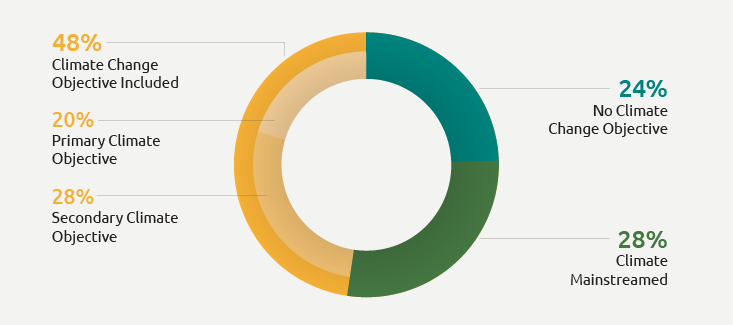 48%
Climate Change
Objective Included
20%
Primary Climate
Objective
28%
Secondary Climate
Objective
24%
No Climate
Change Objective
28%
Climate
Mainstreamed